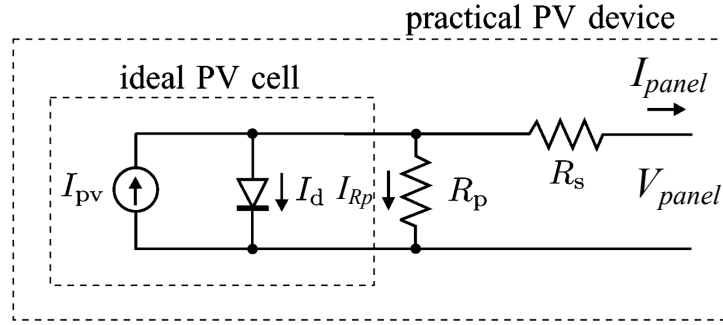 practical PV device
ideal PV cell
I_panel
I_pv
I_d
I_Rp
R_p
R_s
V_panel